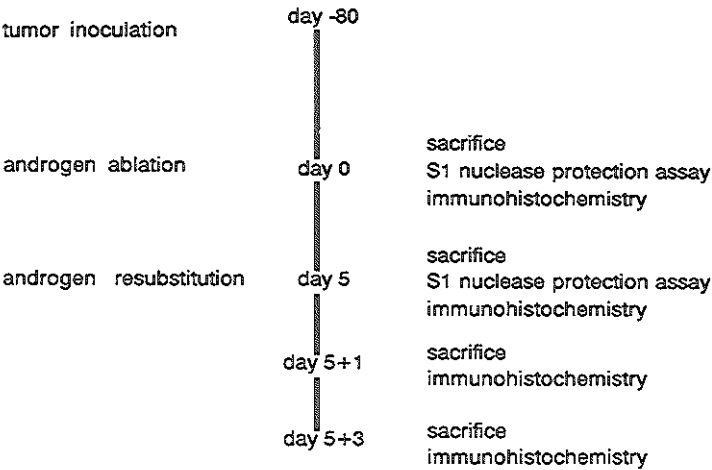 tumor inoculation day -80
androgen ablation day 0 sacrifice
S1 nuclease protection assay
immunohistochemistry
androgen resubstitution day 5 sacrifice
S1 nuclease protection assay
immunohistochemistry
day 5+1 sacrifice
immunohistochemistry
day 5+3 sacrifice
immunohistochemistry